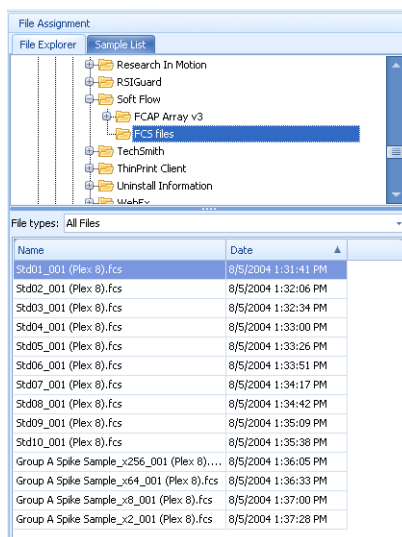 File Assignment
File Explorer Sample List
Research In Motion
RSIGuard
Soft Flow
FCAP Array v3
FCS files
TechSmith
ThinPrint Client
Uninstall Information
WebEx
File types: All Files
Name Date
Std01_001 (Plex 8).fcs 8/5/2004 1:31:41 PM
Std02_001 (Plex 8).fcs 8/5/2004 1:32:06 PM
Std03_001 (Plex 8).fcs 8/5/2004 1:32:34 PM
Std04_001 (Plex 8).fcs 8/5/2004 1:33:00 PM
Std05_001 (Plex 8).fcs 8/5/2004 1:33:26 PM
Std06_001 (Plex 8).fcs 8/5/2004 1:33:51 PM
Std07_001 (Plex 8).fcs 8/5/2004 1:34:17 PM
Std08_001 (Plex 8).fcs 8/5/2004 1:34:42 PM
Std09_001 (Plex 8).fcs 8/5/2004 1:35:09 PM
Std10_001 (Plex 8).fcs 8/5/2004 1:35:38 PM
Group A Spike Sample_x256_001 (Plex 8).... 8/5/2004 1:36:05 PM
Group A Spike Sample_x64_001 (Plex 8).fcs 8/5/2004 1:36:33 PM
Group A Spike Sample_x8_001 (Plex 8).fcs 8/5/2004 1:37:00 PM
Group A Spike Sample_x2_001 (Plex 8).fcs 8/5/2004 1:37:28 PM